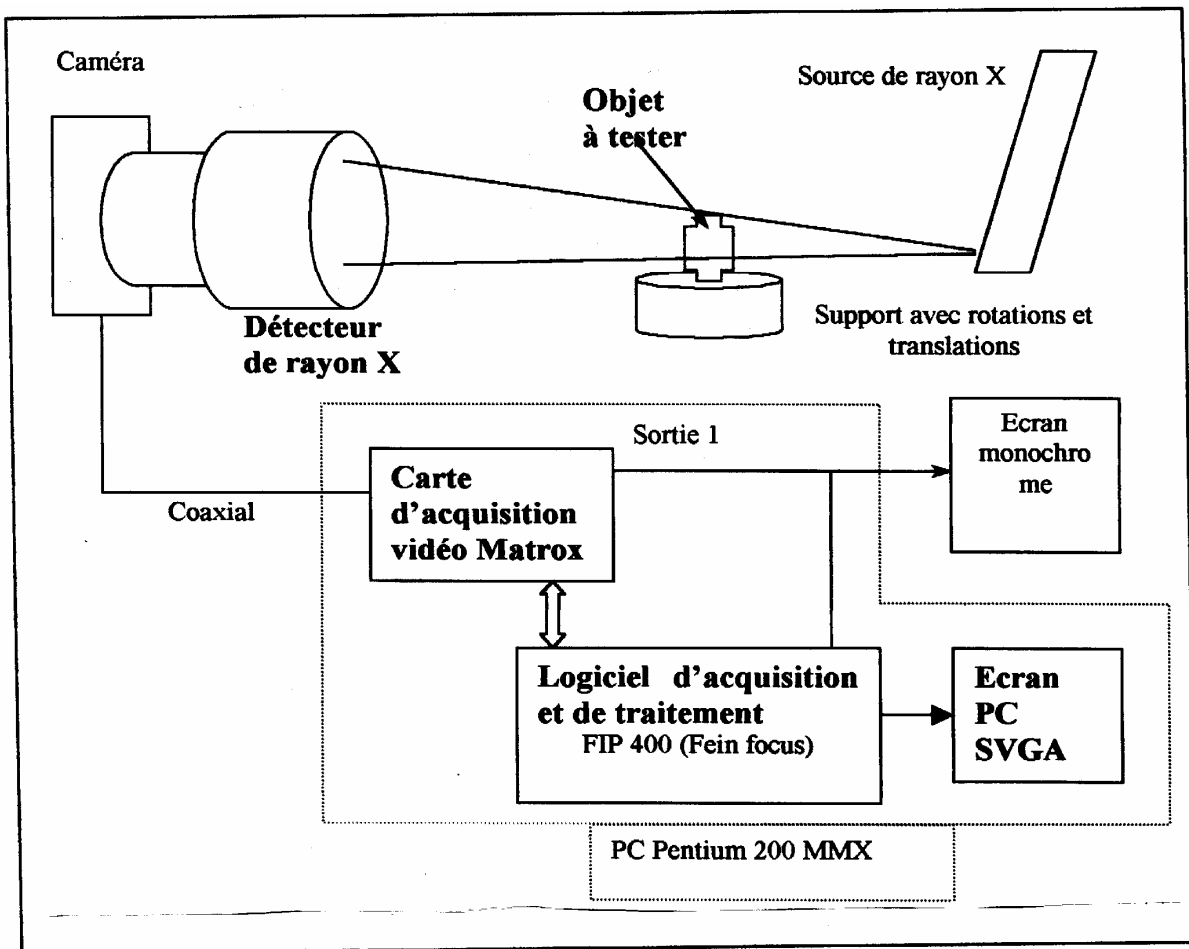 Caméra
Source de rayon X
Objet
à tester
Détecteur
de rayon X
Support avec rotations et
translations
Sortie 1
Ecran
monochro
me
Carte
d'acquisition
vidéo Matrox
Coaxial
Logiciel d'acquisition
et de traitement
FIP 400 (Fein focus)
Ecran
PC
SVGA
PC Pentium 200 MMX